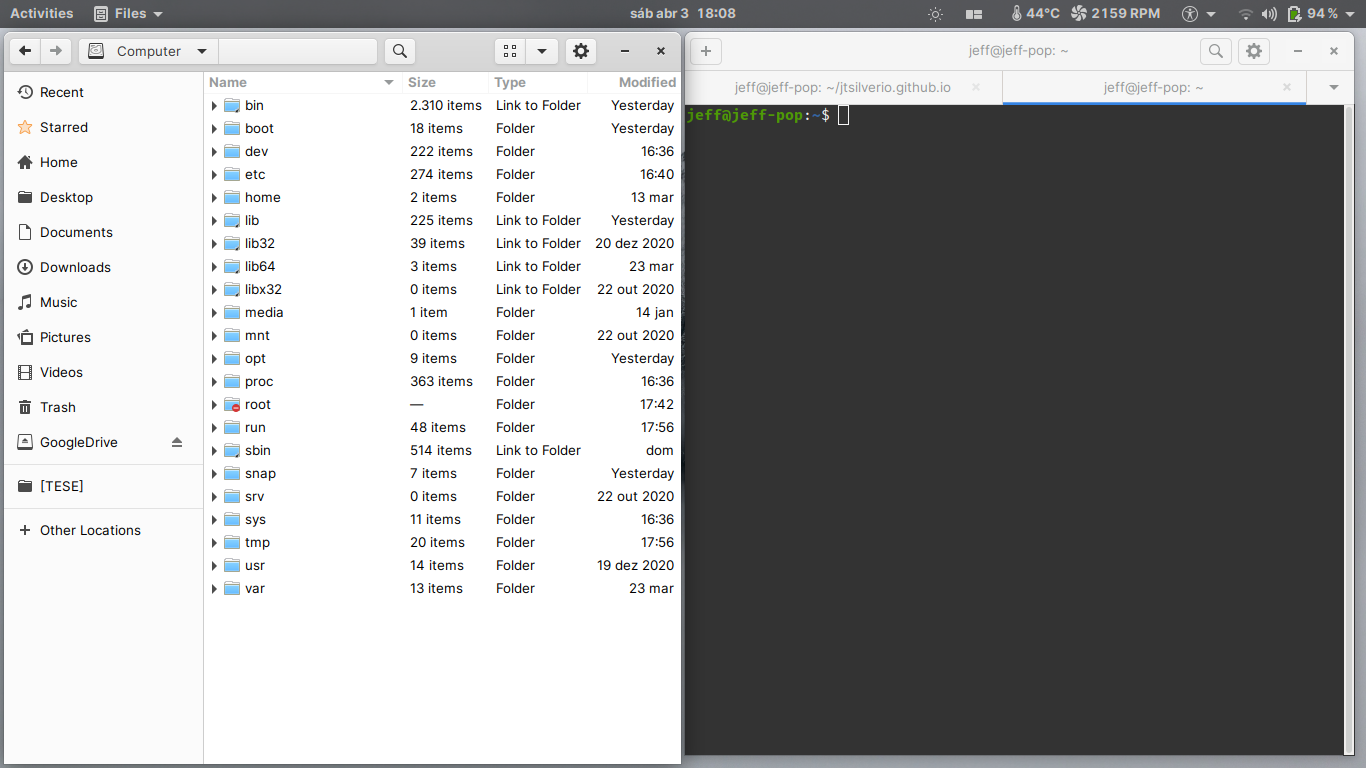 Activities Files sáb abr 3 18:08 44°C 2159 RPM 94 %
Computer
Name Size Type Modified
Recent
Starred
Home
Desktop
Documents
Downloads
Music
Pictures
Videos
Trash
GoogleDrive
[TESE]
+ Other Locations
bin 2.310 items Link to Folder Yesterday
boot 18 items Folder Yesterday
dev 222 items Folder 16:36
etc 274 items Folder 16:40
home 2 items Folder 13 mar
lib 225 items Link to Folder Yesterday
lib32 39 items Link to Folder 20 dez 2020
lib64 3 items Link to Folder 23 mar
libx32 0 items Link to Folder 22 out 2020
media 1 item Folder 14 jan
mnt 0 items Folder 22 out 2020
opt 9 items Folder Yesterday
proc 363 items Folder 16:36
root — Folder 17:42
run 48 items Folder 17:56
sbin 514 items Link to Folder dom
snap 7 items Folder Yesterday
srv 0 items Folder 22 out 2020
sys 11 items Folder 16:36
tmp 20 items Folder 17:56
usr 14 items Folder 19 dez 2020
var 13 items Folder 23 mar
jeff@jeff-pop: ~
jeff@jeff-pop: ~/jtsilverio.github.io jeff@jeff-pop: ~
jeff@jeff-pop:~$